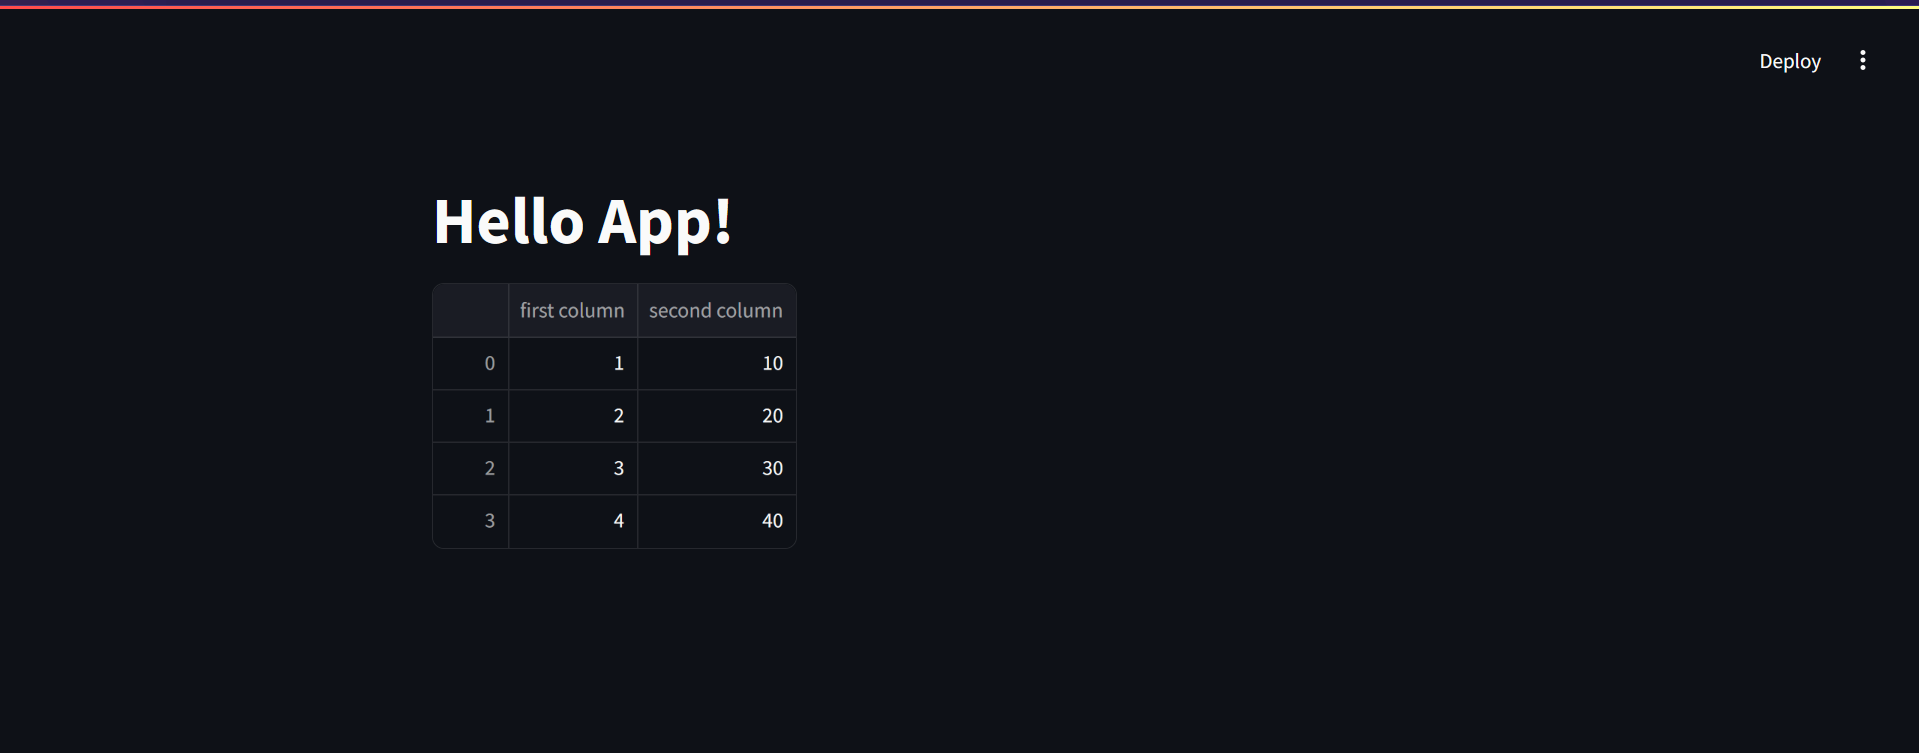 Deploy
Hello App!
first column second column
0 1 10
1 2 20
2 3 30
3 4 40